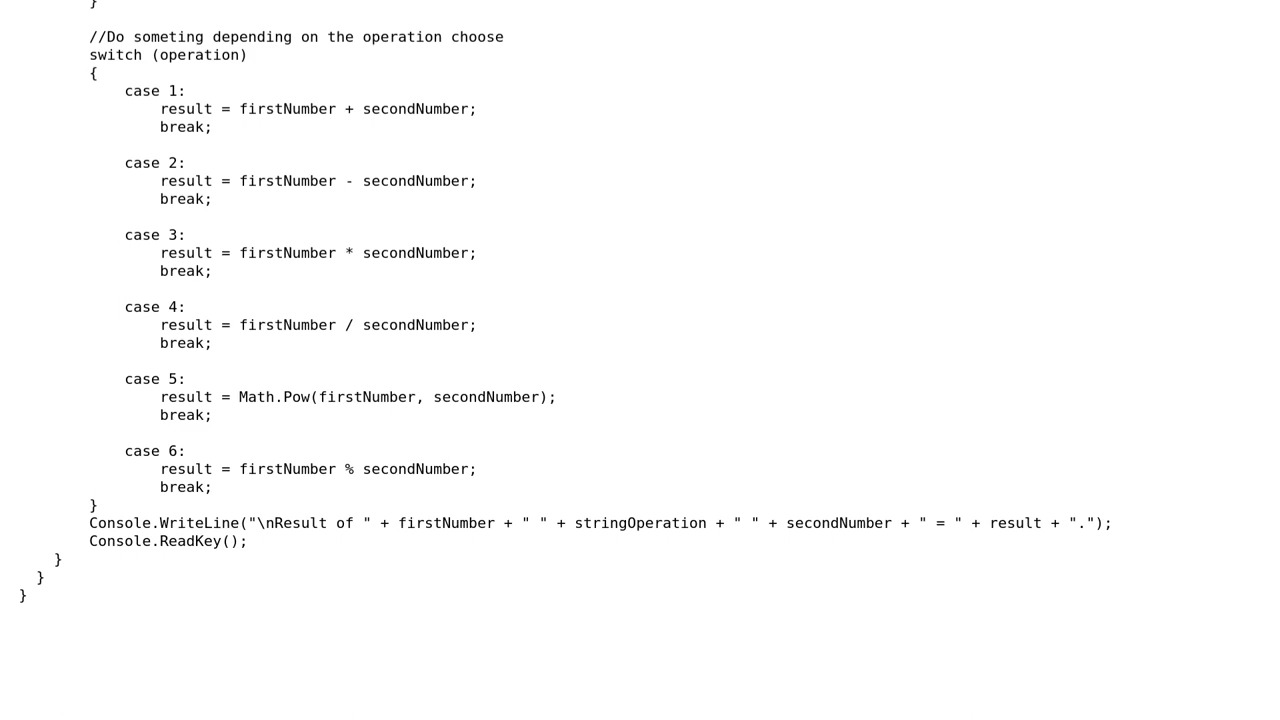 }
//Do someting depending on the operation choose
switch (operation)
{
case 1:
result = firstNumber + secondNumber;
break;
case 2:
result = firstNumber - secondNumber;
break;
case 3:
result = firstNumber * secondNumber;
break;
case 4:
result = firstNumber / secondNumber;
break;
case 5:
result = Math.Pow(firstNumber, secondNumber);
break;
case 6:
result = firstNumber % secondNumber;
break;
}
Console.WriteLine("\nResult of " + firstNumber + " " + stringOperation + " " + secondNumber + " = " + result + ".");
Console.ReadKey();
}
}
}